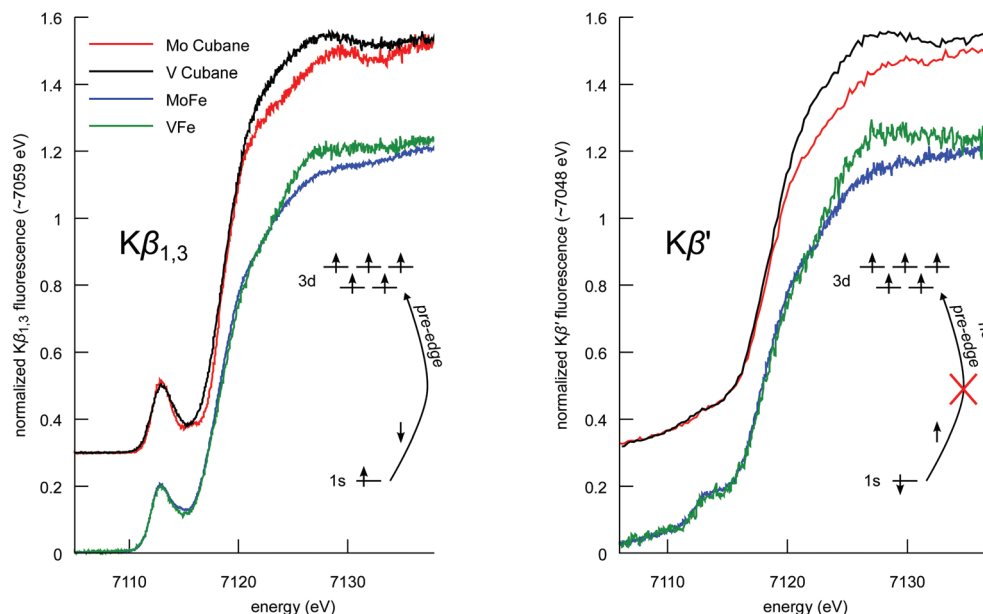 1.6
1.4
1.2
1
0.8
0.6
0.4
0.2
0
normalized Kβ1,3 fluorescence (~7059 eV)
Mo Cubane
V Cubane
MoFe
VFe
Kβ1,3
3d
pre-edge
1s
7110
7120
7130
energy (eV)
1.6
1.4
1.2
1
0.8
0.6
0.4
0.2
0
normalized Kβ' fluorescence (~7048 eV)
Kβ'
3d
pre-edge
1s
7110
7120
7130
energy (eV)